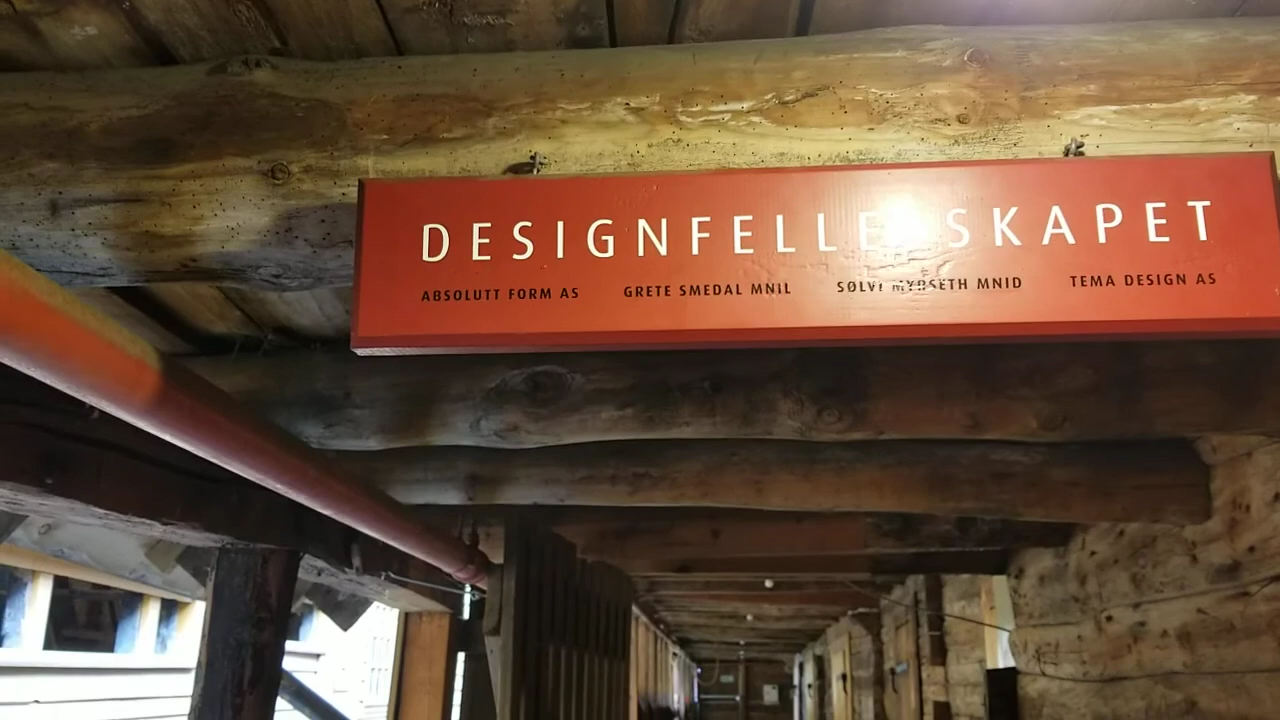 DESIGNFELLESSKAPET
ABSOLUTT FORM AS GRETE SMEDAL MNIL SØLVI MYRSETH MNID TEMA DESIGN AS